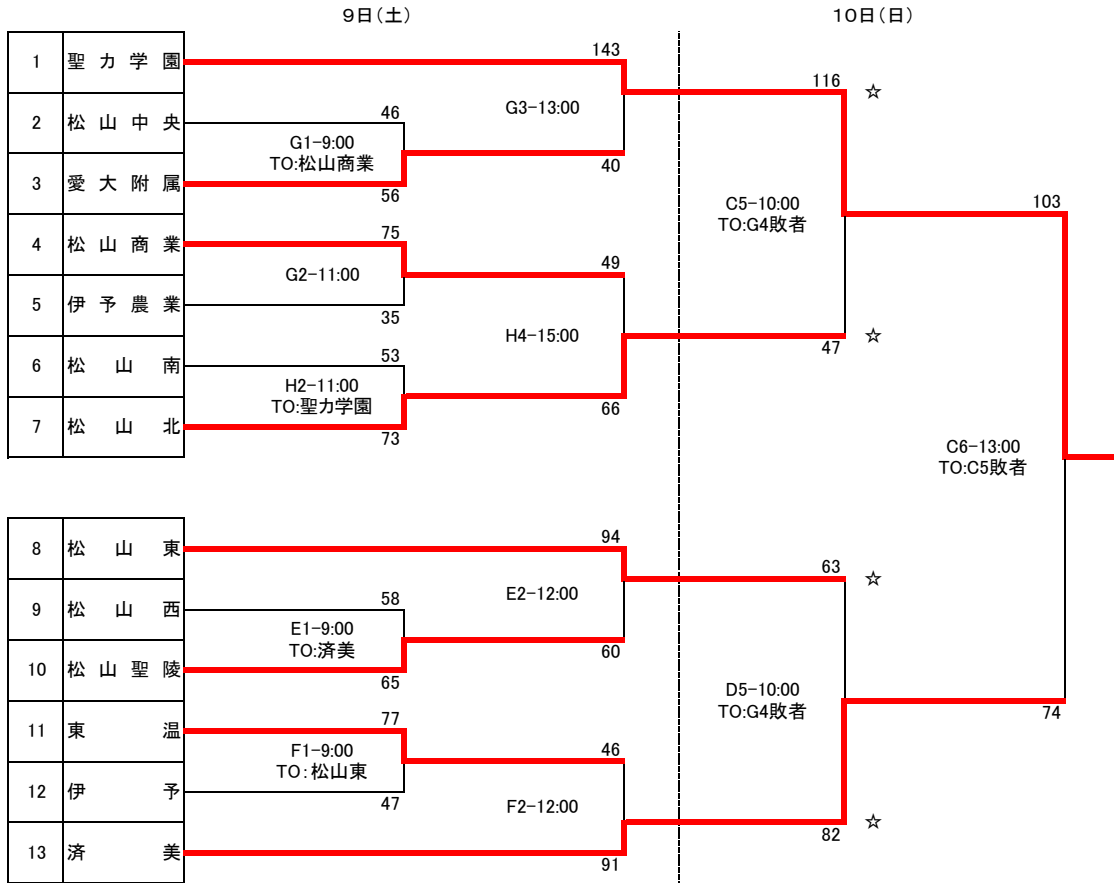 9日(土)
10日(日)
1 聖カ学園
143
116 ☆
2 松山中央
46
G3-13:00
G1-9:00
TO:松山商業
3 愛大附属
56
40
C5-10:00
TO:G4敗者
103
4 松山商業
75
49
G2-11:00
5 伊予農業
35
H4-15:00
47 ☆
6 松山南
53
H2-11:00
TO:聖カ学園
7 松山北
73
66
C6-13:00
TO:C5敗者
8 松山東
94
63 ☆
9 松山西
58
E2-12:00
E1-9:00
TO:済美
10 松山聖陵
65
60
D5-10:00
TO:G4敗者
74
11 東温
77
46
F1-9:00
TO:松山東
12 伊予
47
F2-12:00
82 ☆
13 済美
91